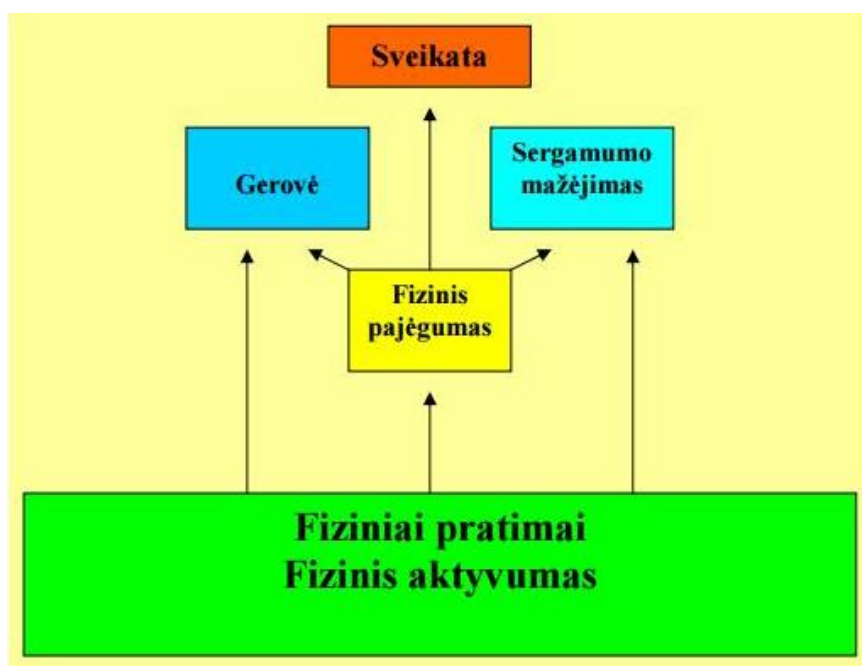 Sveikata
Gerovė
Sergamumo
mažėjimas
Fizinis
pajėgumas
Fiziniai pratimai
Fizinis aktyvumas